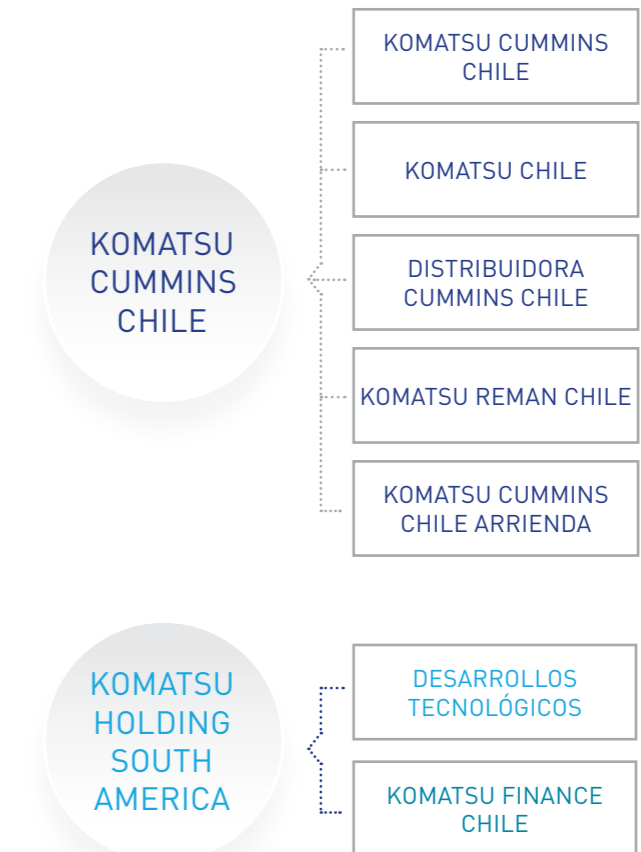 KOMATSU
CUMMINS
CHILE
KOMATSU CUMMINS
CHILE
KOMATSU CHILE
DISTRIBUIDORA
CUMMINS CHILE
KOMATSU REMAN CHILE
KOMATSU CUMMINS
CHILE ARRIENDA
KOMATSU
HOLDING
SOUTH
AMERICA
DESARROLLOS
TECNOLÓGICOS
KOMATSU FINANCE
CHILE